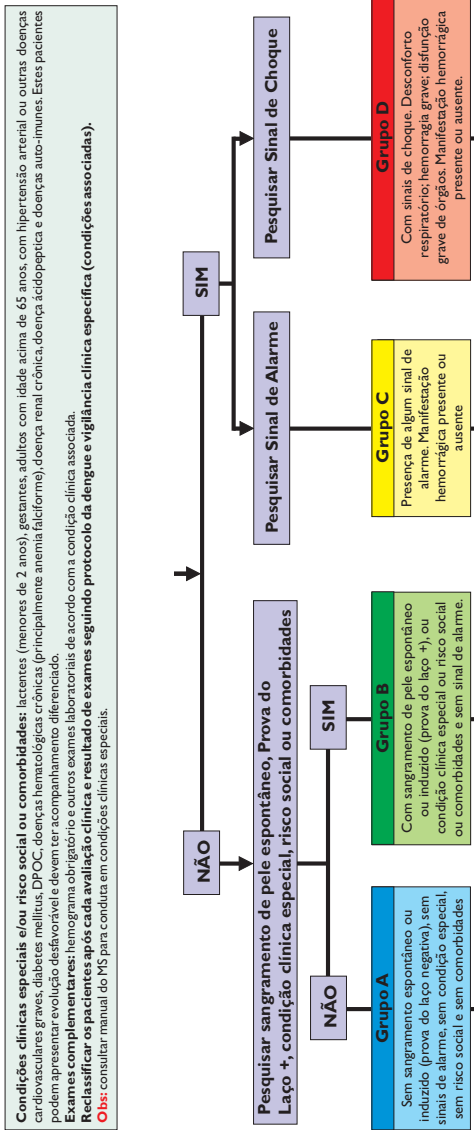 Condições clínicas especiais e/ou risco social ou comorbidades: lactentes (menores de 2 anos), gestantes, adultos com idade acima de 65 anos, com hipertensão arterial ou outras doenças
cardiovasculares graves, diabetes mellitus, DPOC, doenças hematológicas crônicas (principalmente anemia falciforme), doença renal crônica, doença ácidopeptica e doenças auto-imunes. Estes pacientes
podem apresentar evolução desfavorável e devem ter acompanhamento diferenciado.
Exames complementares: hemograma obrigatório e outros exames laboratoriais de acordo com a condição clínica associada.
Reclassificar os pacientes após cada avaliação clínica e resultado de exames seguindo protocolo da dengue e vigilância clínica específica (condições associadas).
Obs: consultar manual do MS para conduta em condições clínicas especiais.
NÃO
SIM
Pesquisar sangramento de pele espontâneo, Prova do
Laço +, condição clínica especial, risco social ou comorbidades
Pesquisar Sinal de Alarme
Pesquisar Sinal de Choque
NÃO
SIM
Grupo A
Sem sangramento espontâneo ou
induzido (prova do laço negativa), sem
sinais de alarme, sem condição especial,
sem risco social e sem comorbidades
Grupo B
Com sangramento de pele espontâneo
ou induzido (prova do laço +), ou
condição clínica especial ou risco social
ou comorbidades e sem sinal de alarme.
Grupo C
Presença de algum sinal de
alarme. Manifestação
hemorrágica presente ou
ausente
Grupo D
Com sinais de choque. Desconforto
respiratório; hemorragia grave; disfunção
grave de órgãos. Manifestação hemorrágica
presente ou ausente.